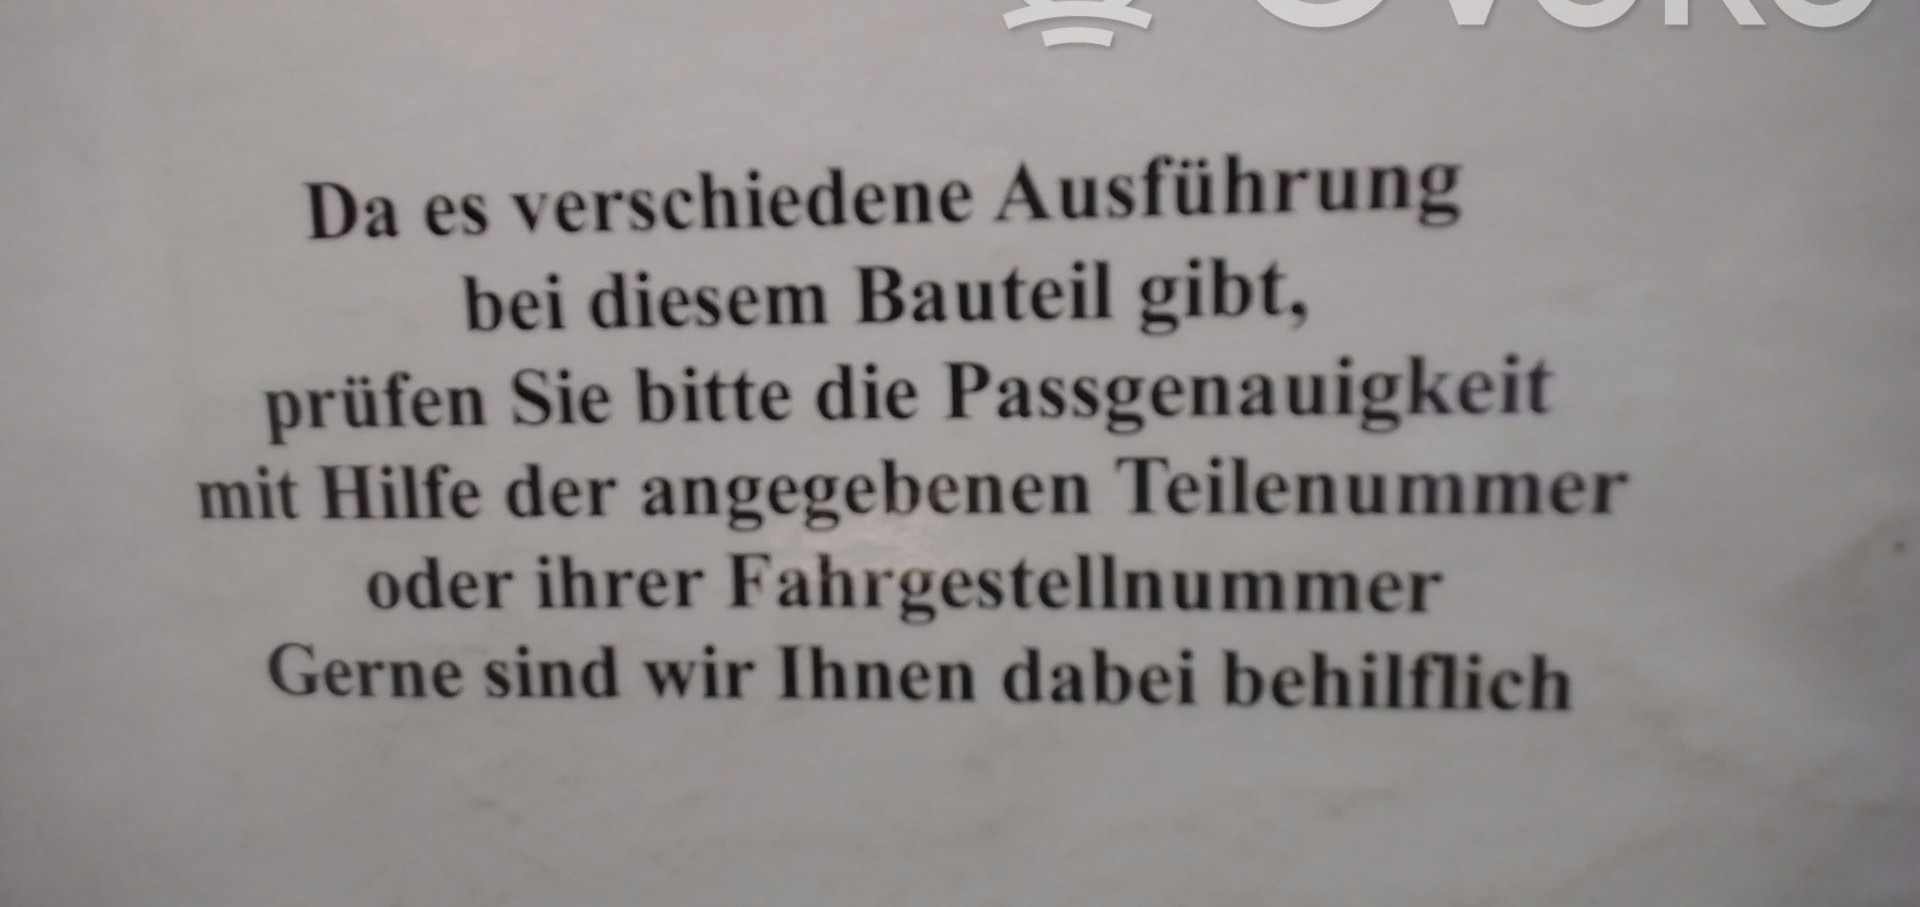 Da es verschiedene Ausführung
bei diesem Bauteil gibt,
prüfen Sie bitte die Passgenauigkeit
mit Hilfe der angegebenen Teilenummer
oder ihrer Fahrgestellnummer
Gerne sind wir Ihnen dabei behilflich